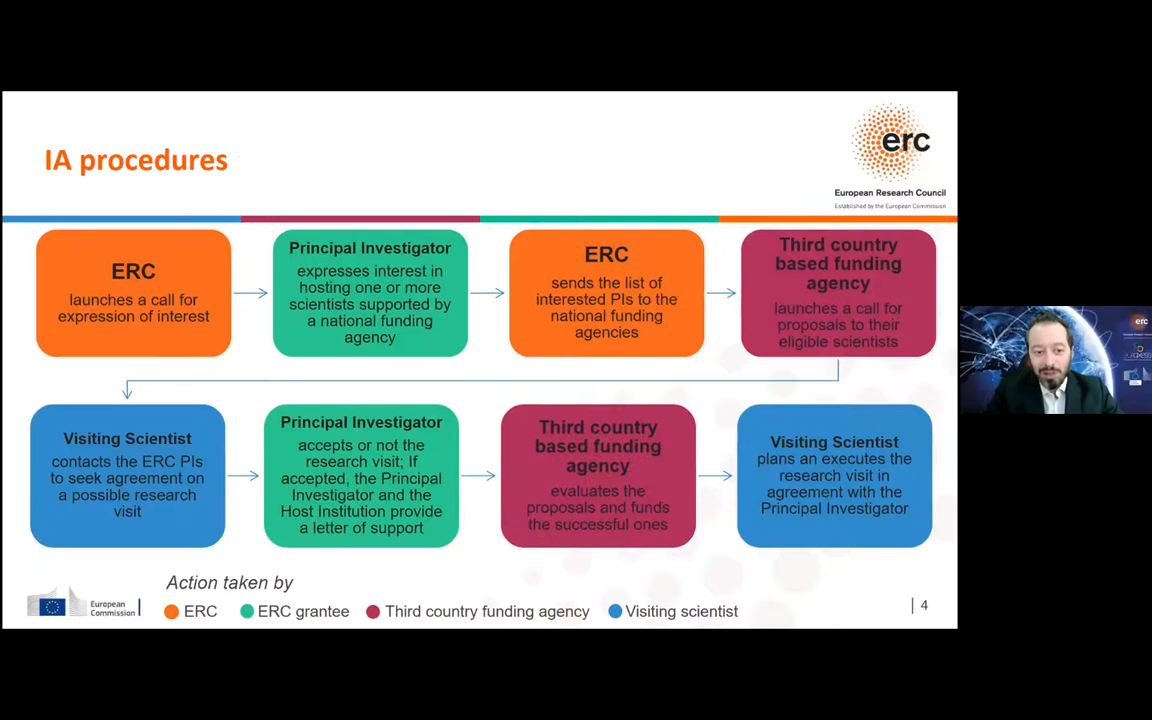 IA procedures
erc
European Research Council
Established by the European Commission
ERC
launches a call for
expression of interest
Principal Investigator
expresses interest in
hosting one or more
scientists supported by
a national funding
agency
ERC
sends the list of
interested PIs to the
national funding
agencies
Third country
based funding
agency
launches a call for
proposals to their
eligible scientists
Visiting Scientist
contacts the ERC PIs
to seek agreement on
a possible research
visit
Principal Investigator
accepts or not the
research visit; If
accepted, the Principal
Investigator and the
Host Institution provide
a letter of support
Third country
based funding
agency
evaluates the
proposals and funds
the successful ones
Visiting Scientist
plans an executes the
research visit in
agreement with the
Principal Investigator
Action taken by
ERC
ERC grantee
Third country funding agency
Visiting scientist
European
Commission
| 4
erc